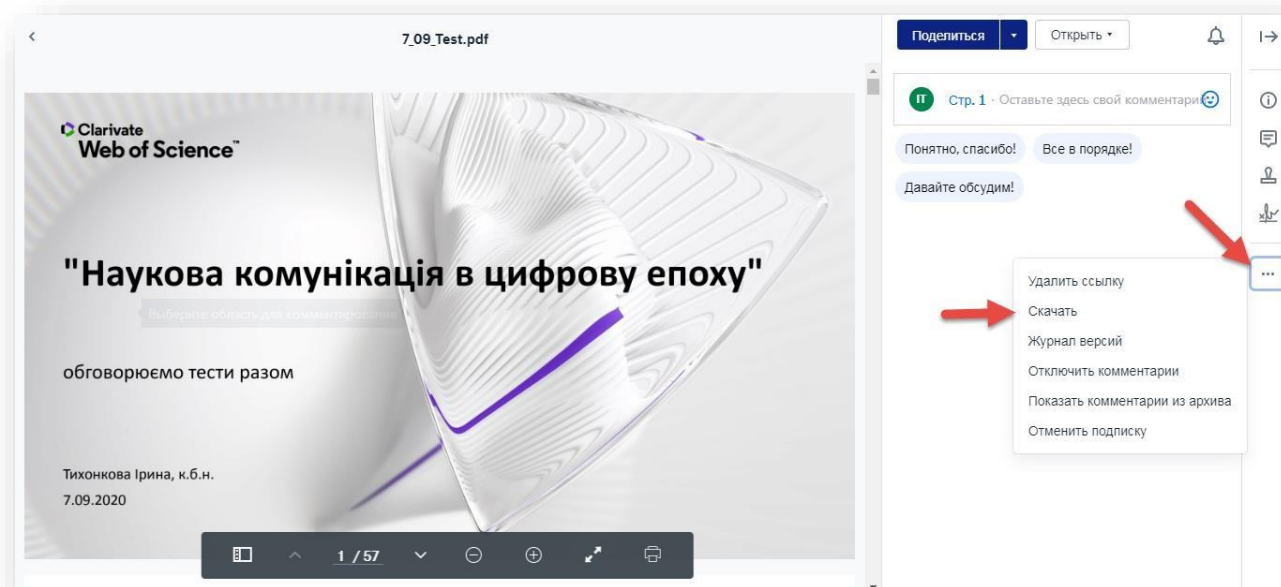 7_09_Test.pdf
Поделиться
Открыть
Clarivate
Web of Science™
"Наукова комунікація в цифрову епоху"
Выберите область для комментирования
обговорюємо тести разом
Тихонкова Ірина, к.б.н.
7.09.2020
1 / 57
ІТ Стр. 1 · Оставьте здесь свой комментарий
Понятно, спасибо! Все в порядке!
Давайте обсудим!
Удалить ссылку
Скачать
Журнал версий
Отключить комментарии
Показать комментарии из архива
Отменить подписку